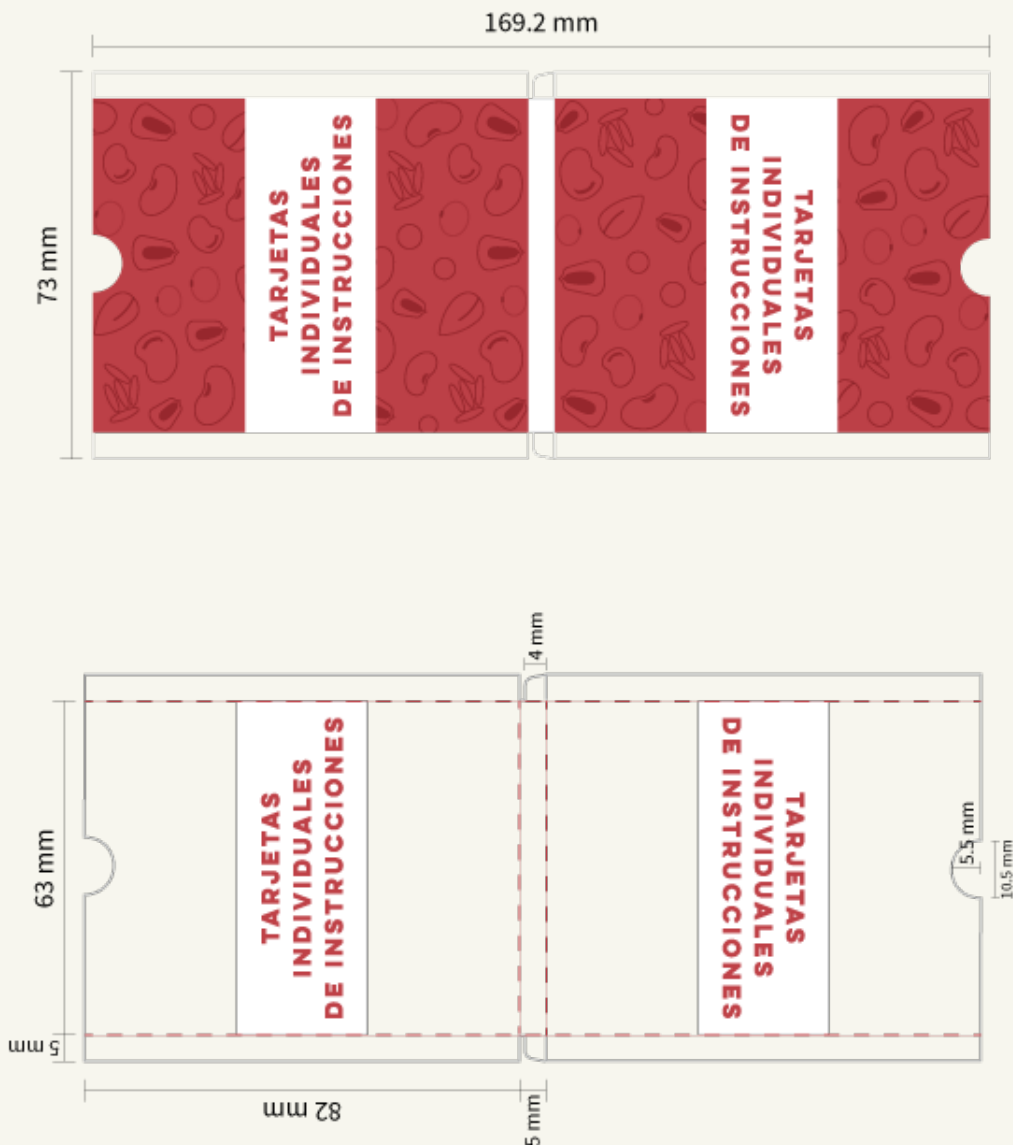 169.2 mm
73 mm
TARJETAS
INDIVIDUALES
DE INSTRUCCIONES
TARJETAS
INDIVIDUALES
DE INSTRUCCIONES
4 mm
63 mm
TARJETAS
INDIVIDUALES
DE INSTRUCCIONES
TARJETAS
INDIVIDUALES
DE INSTRUCCIONES
5.5 mm
10.5 mm
5 mm
82 mm
5 mm